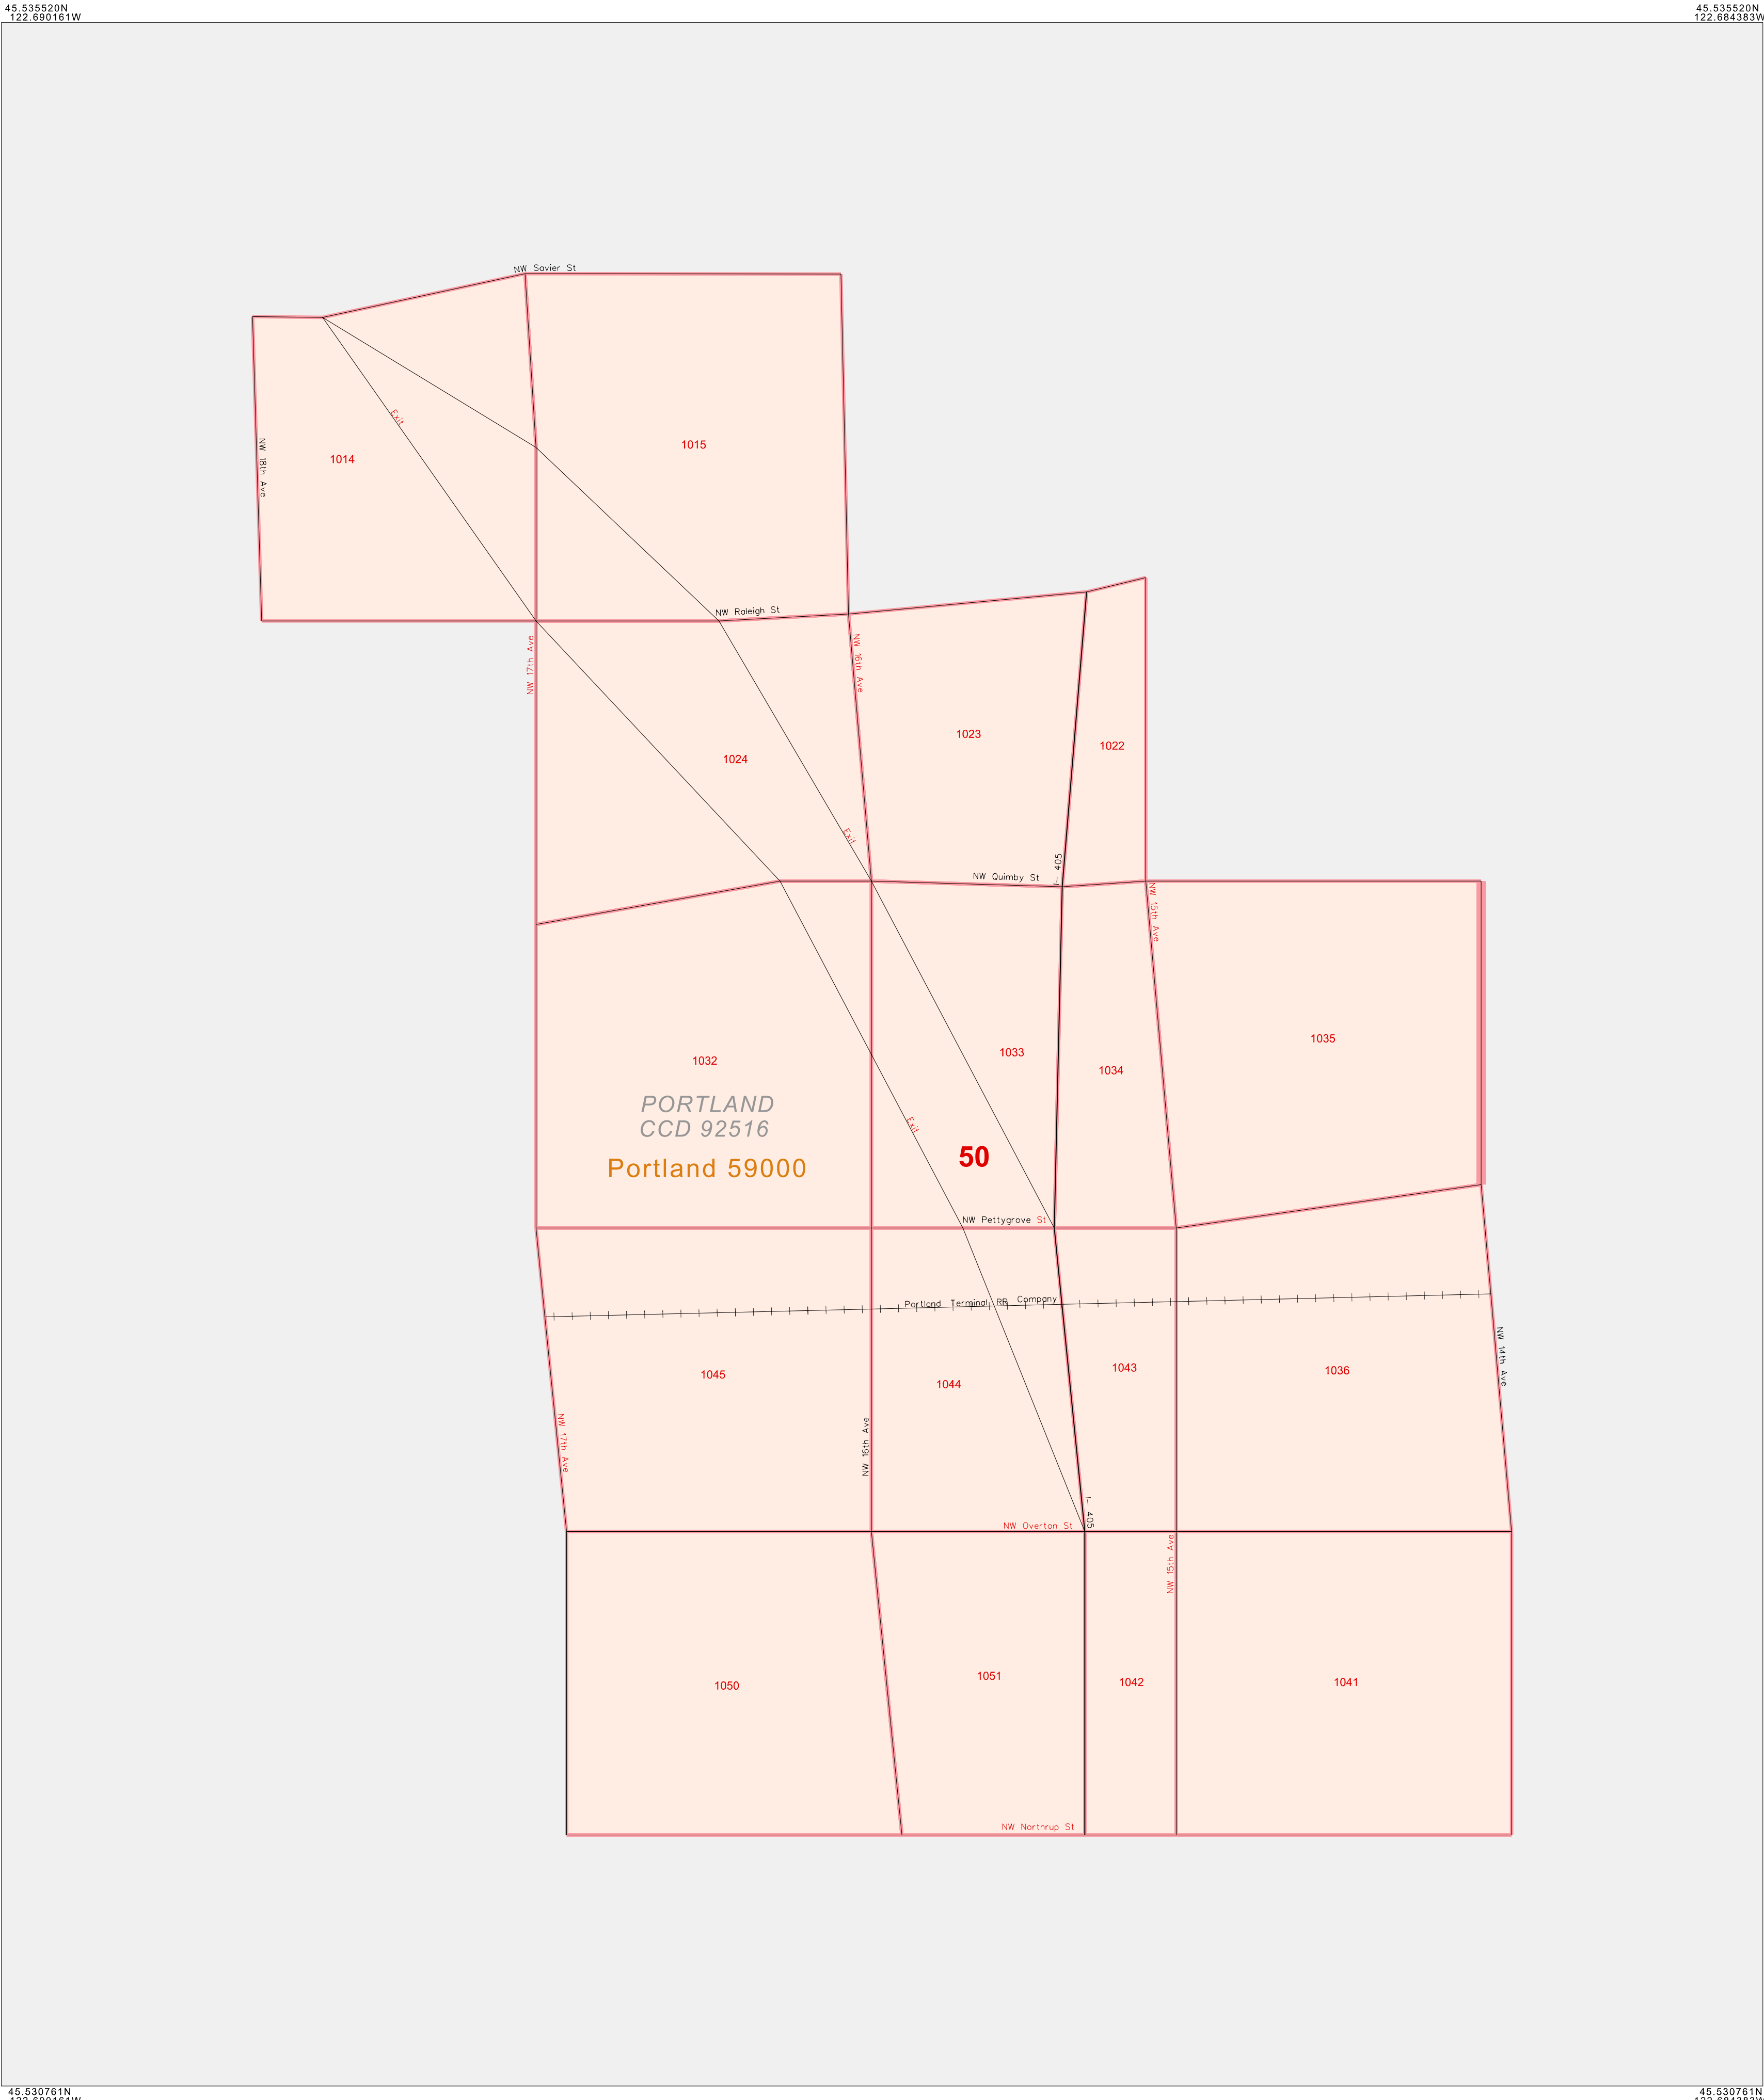 45.535520N
122.690161W
45.535520N
122.684383W
NW Savier St
NW 18th Ave
Exit
1014
1015
NW Raleigh St
NW 17th Ave
NW 16th Ave
1023
1022
1024
Exit
I- 405
NW Quimby St
NW 15th Ave
1035
1033
1032
1034
PORTLAND
CCD 92516
Exit
50
Portland 59000
NW Pettygrove St
Portland Terminal RR Company
NW 14th Ave
1045
1044
1043
1036
NW 17th Ave
NW 16th Ave
I- 405
NW Overton St
NW 15th Ave
1050
1051
1042
1041
NW Northrup St
45.530761N
122.690161W
45.530761N
122.684383W